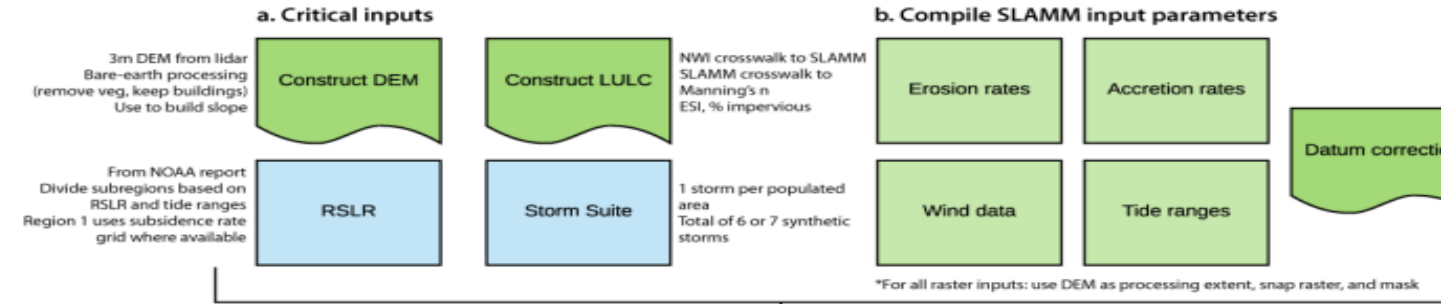 a. Critical inputs
3m DEM from lidar
Bare-earth processing
(remove veg, keep buildings)
Use to build slope
Construct DEM
Construct LULC
NWI crosswalk to SLAMM
SLAMM crosswalk to
Manning's n
ESI, % impervious
From NOAA report
Divide subregions based on
RSLR and tide ranges
Region 1 uses subsidence rate
grid where available
RSLR
Storm Suite
1 storm per populated
area
Total of 6 or 7 synthetic
storms
b. Compile SLAMM input parameters
Erosion rates
Accretion rates
Wind data
Tide ranges
Datum correctio
*For all raster inputs: use DEM as processing extent, snap raster, and mask